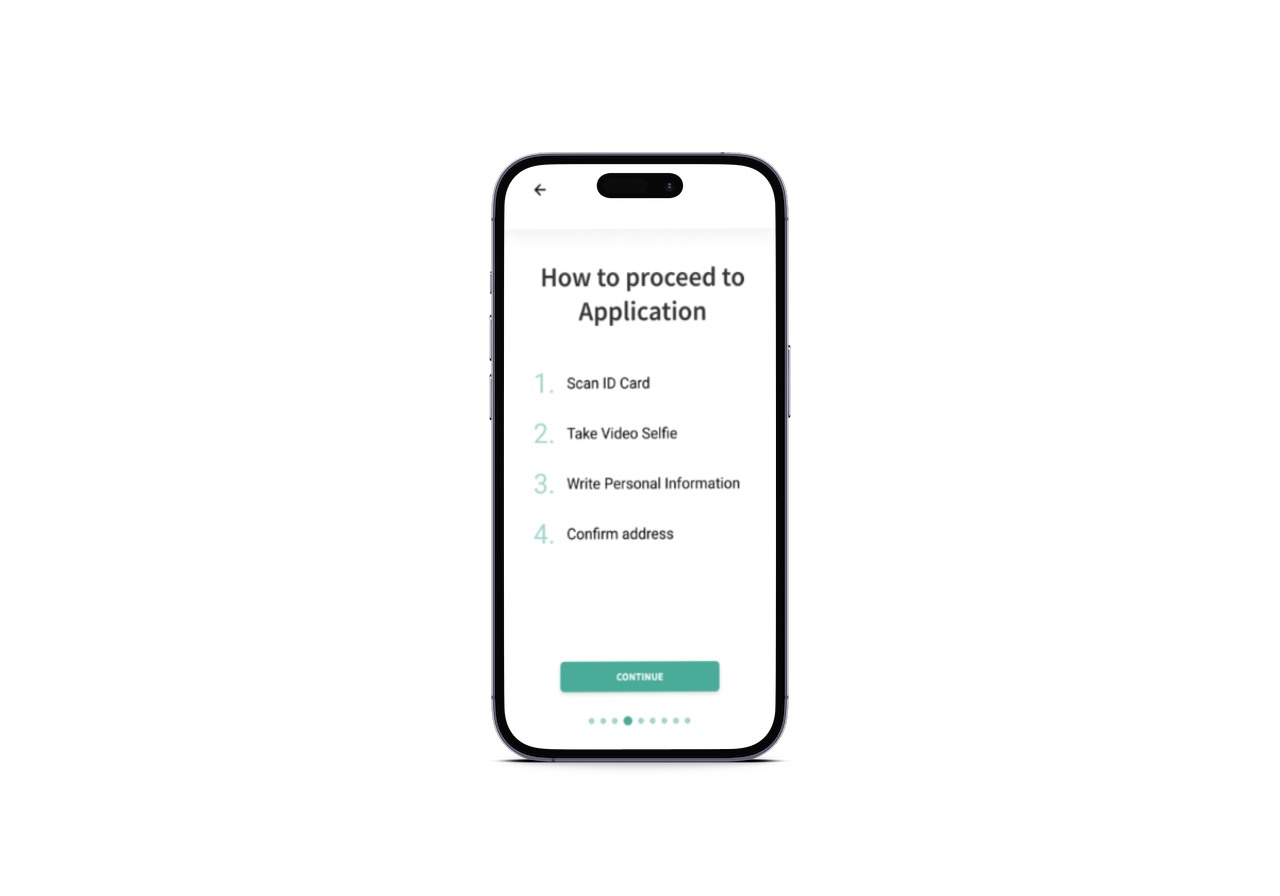 How to proceed to
Application
1. Scan ID Card
2. Take Video Selfie
3. Write Personal Information
4. Confirm address
CONTINUE